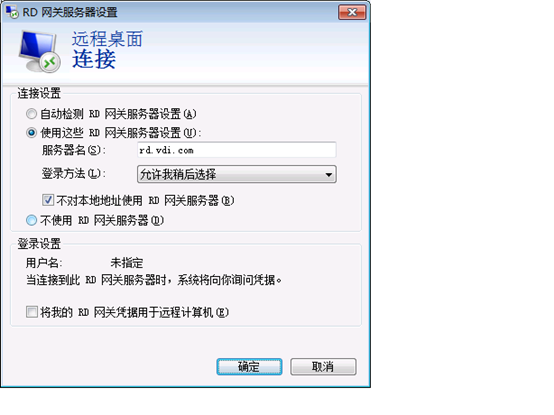 RD 网关服务器设置
远程桌面
连接
连接设置
自动检测 RD 网关服务器设置(A)
使用这些 RD 网关服务器设置(U):
服务器名(S): rd.vdi.com
登录方法(L): 允许我稍后选择
不对本地地址使用 RD 网关服务器(B)
不使用 RD 网关服务器(D)
登录设置
用户名: 未指定
当连接到此 RD 网关服务器时，系统将向你询问凭据。
将我的 RD 网关凭据用于远程计算机(E)
确定 取消